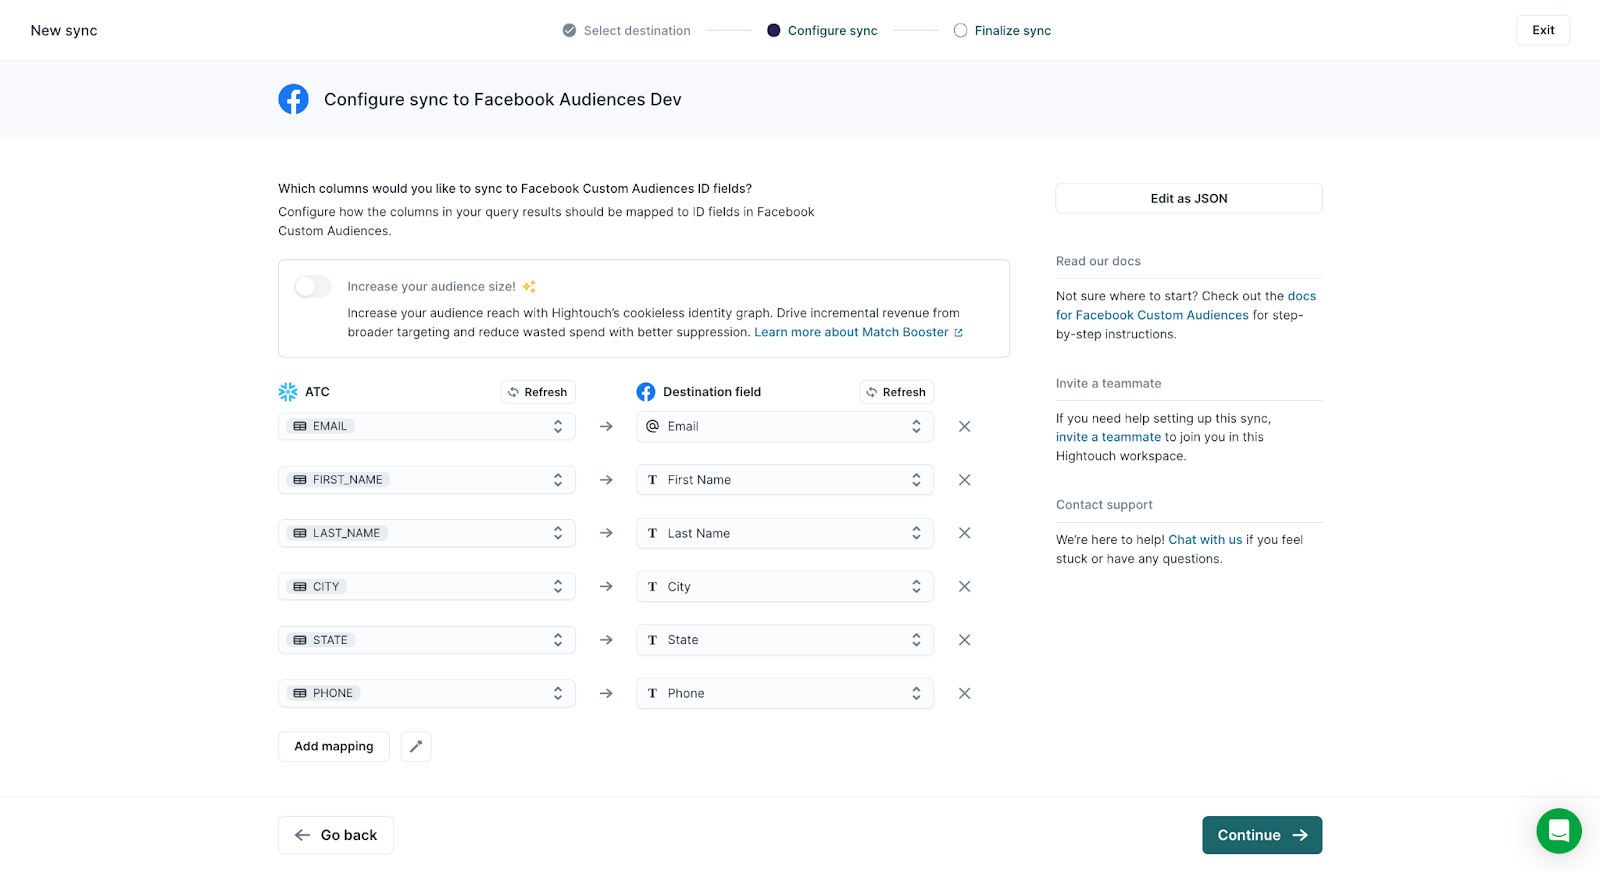 New sync
Select destination
Configure sync
Finalize sync
Exit
Configure sync to Facebook Audiences Dev
Which columns would you like to sync to Facebook Custom Audiences ID fields?
Configure how the columns in your query results should be mapped to ID fields in Facebook
Custom Audiences.
Increase your audience size!
Increase your audience reach with Hightouch's cookieless identity graph. Drive incremental revenue from
broader targeting and reduce wasted spend with better suppression. Learn more about Match Booster
ATC
Refresh
Destination field
Refresh
EMAIL
@ Email
FIRST_NAME
T First Name
LAST_NAME
T Last Name
CITY
T City
STATE
T State
PHONE
T Phone
Add mapping
Edit as JSON
Read our docs
Not sure where to start? Check out the docs
for Facebook Custom Audiences for step-
by-step instructions.
Invite a teammate
If you need help setting up this sync,
invite a teammate to join you in this
Hightouch workspace.
Contact support
We're here to help! Chat with us if you feel
stuck or have any questions.
Go back
Continue